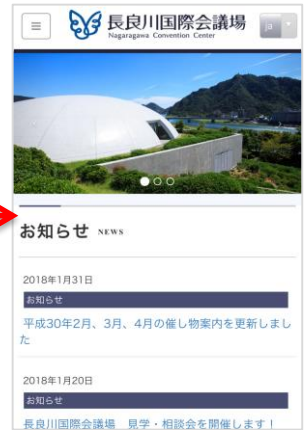 長良川国際会議場
Nagaragawa Convention Center
ja
お知らせ NEWS
2018年1月31日
お知らせ
平成30年2月、3月、4月の催し物案内を更新しまし
た
2018年1月20日
お知らせ
長良川国際会議場　見学・相談会を開催します！